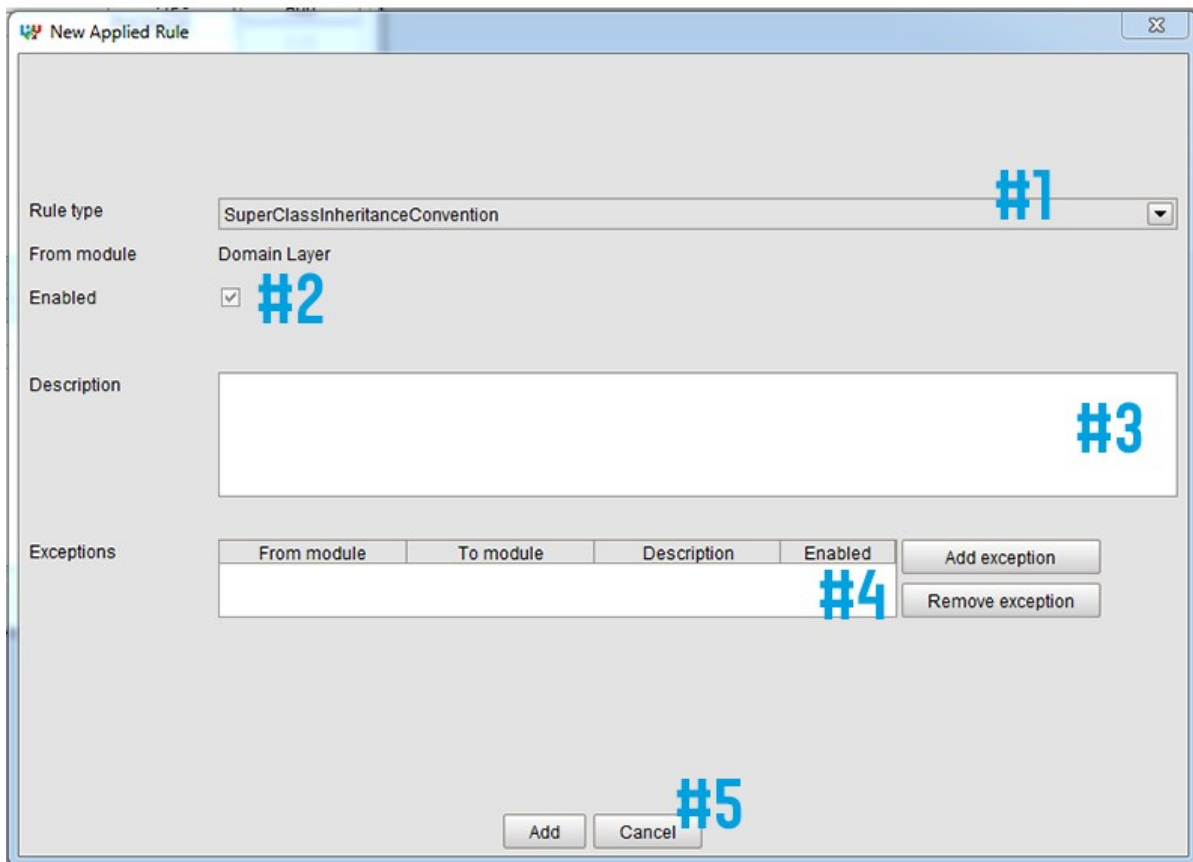 New Applied Rule
#1
Rule type SuperClassInheritanceConvention
From module Domain Layer
Enabled #2
Description
#3
Exceptions From module To module Description Enabled Add exception
#4 Remove exception
#5
Add Cancel